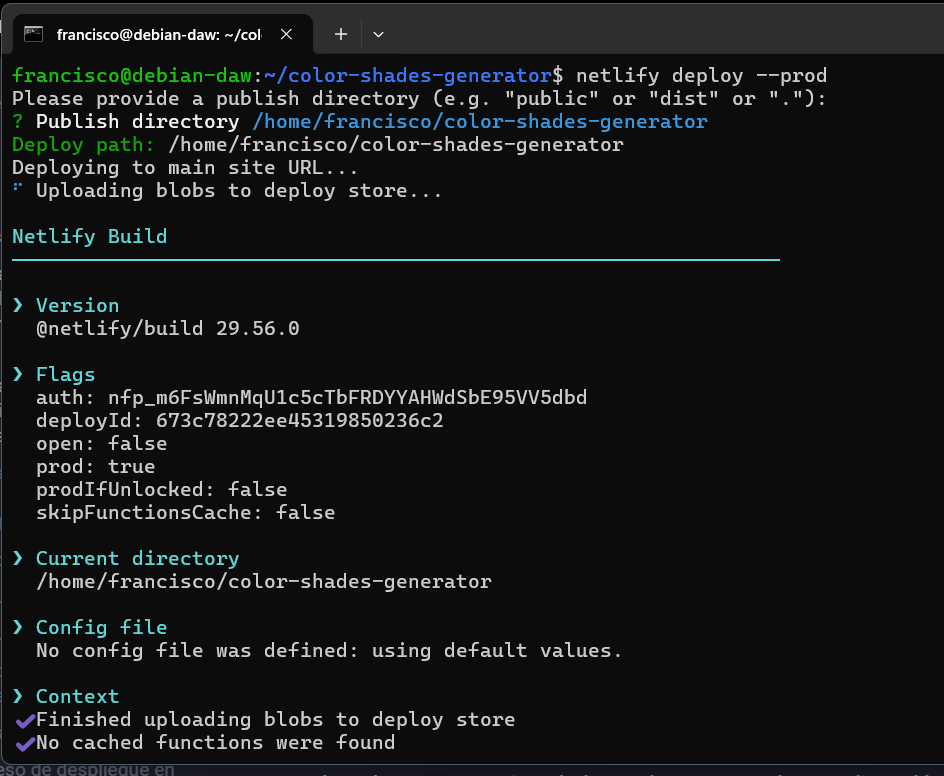 francisco@debian-daw: ~/col
francisco@debian-daw:~/color-shades-generator$ netlify deploy --prod
Please provide a publish directory (e.g. "public" or "dist" or "."):
? Publish directory /home/francisco/color-shades-generator
Deploy path: /home/francisco/color-shades-generator
Deploying to main site URL...
⠋ Uploading blobs to deploy store...
Netlify Build
❯ Version
@netlify/build 29.56.0
❯ Flags
auth: nfp_m6FsWmnMqU1c5cTbFRDYYAHWdSbE95VV5dbd
deployId: 673c78222ee45319850236c2
open: false
prod: true
prodIfUnlocked: false
skipFunctionsCache: false
❯ Current directory
/home/francisco/color-shades-generator
❯ Config file
No config file was defined: using default values.
❯ Context
✔Finished uploading blobs to deploy store
✔No cached functions were found
eso de despliegue en